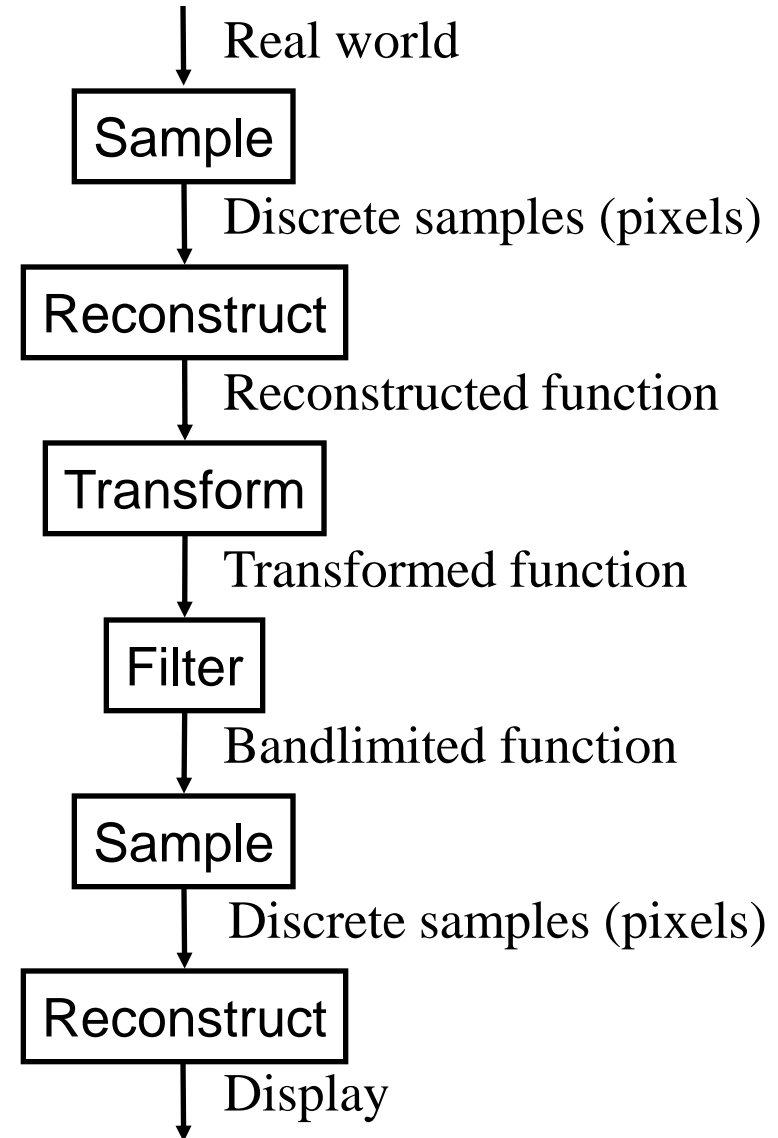 Real world
Sample
Discrete samples (pixels)
Reconstruct
Reconstructed function
Transform
Transformed function
Filter
Bandlimited function
Sample
Discrete samples (pixels)
Reconstruct
Display